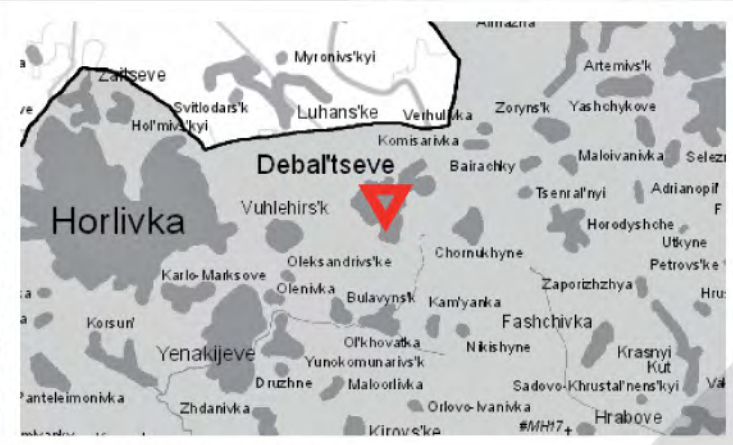 Almazna
Myronivs'kyi
Artemivs'k
Zaitseve
Svitlodars'k
Luhans'ke
Verhulivka
Zoryns'k
Yashchykove
Hol'mivs'kyi
Komisarivka
Debal'tseve
Bairachky
Maloivanivka
Tsenral'nyi
Adrianopil'
Vuhlehirs'k
Horlivka
Horodyshche
Utkyne
Chornukhyne
Oleksandrivs'ke
Petrovs'ke
Karlo-Marksove
Olenivka
Zaporizhzhya
Bulavyns'k
Kam'yanka
Korsun'
Fashchivka
Ol'khovatka
Nikishyne
Yenakijeve
Krasnyi
Kut
Yunokomunarivs'k
Druzhne
Maloorlivka
Sadovo-Khrustal'nens'kyi
Panteleimonivka
Zhdanivka
Orlovo-Ivanivka
#MH17+
Hrabove
Kirovs'ke